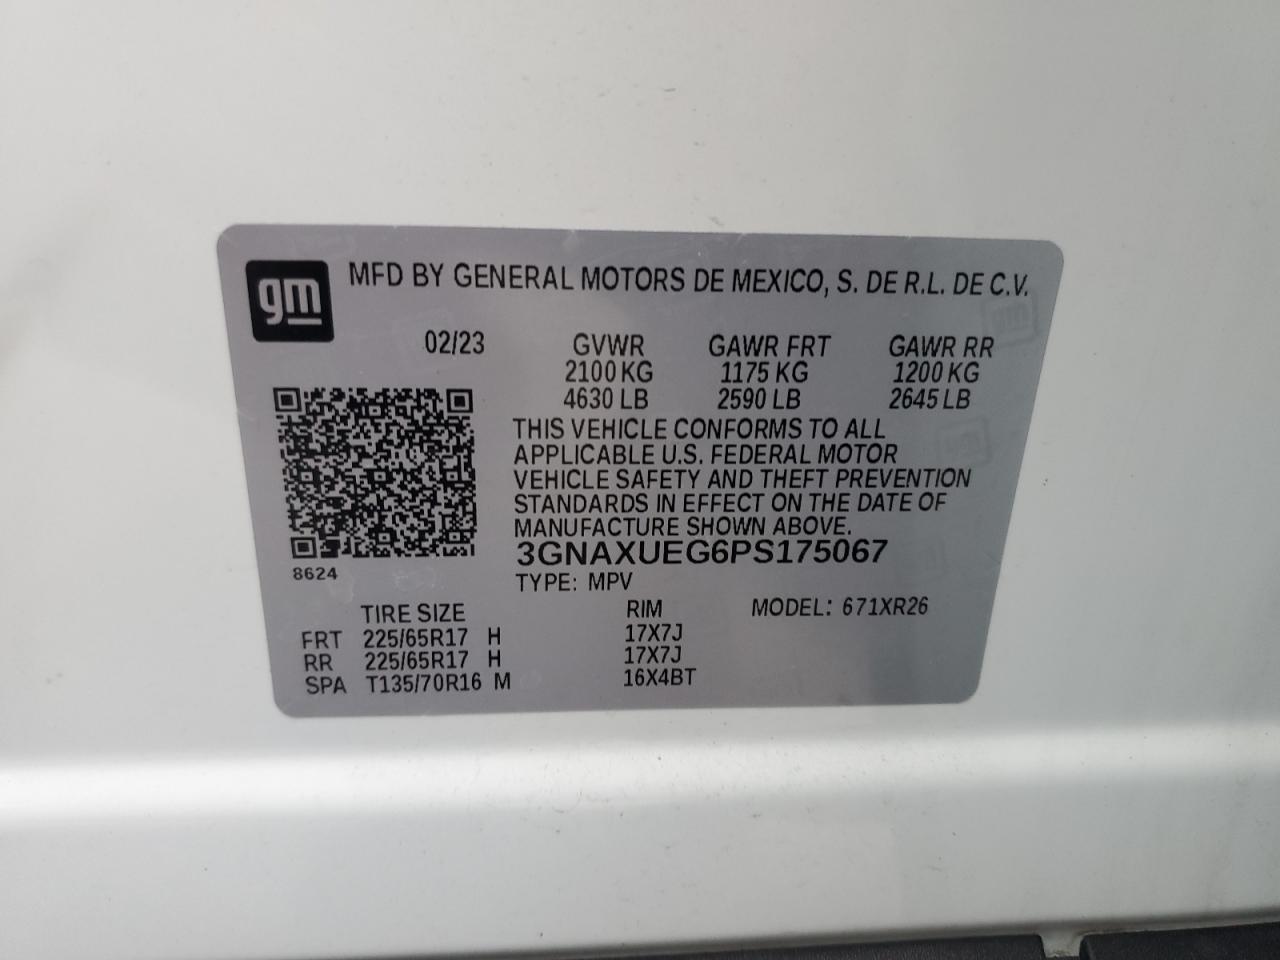 gm
MFD BY GENERAL MOTORS DE MEXICO, S. DE R.L. DE C.V.
02/23 GVWR GAWR FRT GAWR RR
2100 KG 1175 KG 1200 KG
4630 LB 2590 LB 2645 LB
THIS VEHICLE CONFORMS TO ALL
APPLICABLE U.S. FEDERAL MOTOR
VEHICLE SAFETY AND THEFT PREVENTION
STANDARDS IN EFFECT ON THE DATE OF
MANUFACTURE SHOWN ABOVE.
3GNAXUEG6PS175067
8624 TYPE: MPV
TIRE SIZE RIM MODEL: 671XR26
FRT 225/65R17 H 17X7J
RR 225/65R17 H 17X7J
SPA T135/70R16 M 16X4BT